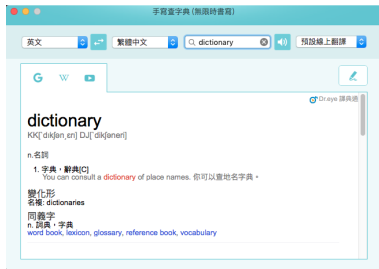 手寫查字典 (無限時書寫)
英文 繁體中文 dictionary 預設線上翻譯
G W
Dr.eye 譯典通
dictionary
KK[ˋdɪkʃən͵ɛrɪ] DJ[ˋdikʃəneri]
n.名詞
1. 字典，辭典[C]
You can consult a dictionary of place names. 你可以查地名字典。
變化形
名複: dictionaries
同義字
n. 詞典，字典
word book, lexicon, glossary, reference book, vocabulary